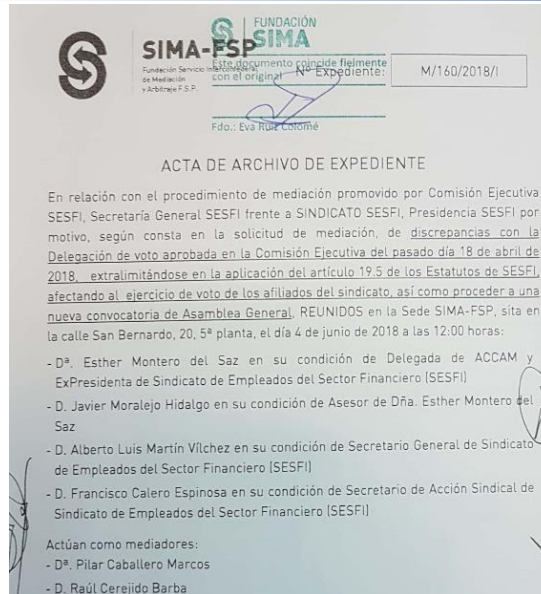 FUNDACIÓN
SIMA
SIMA-FSP
Fundación Servicio Interconfederal
de Mediación
y Arbitraje F.S.P.
Este documento coincide fielmente
con el original
Nº Expediente:
M/160/2018/I
Fdo.: Eva Ruiz Colomé
ACTA DE ARCHIVO DE EXPEDIENTE
En relación con el procedimiento de mediación promovido por Comisión Ejecutiva
SESFI, Secretaría General SESFI frente a SINDICATO SESFI, Presidencia SESFI por
motivo, según consta en la solicitud de mediación, de discrepancias con la
Delegación de voto aprobada en la Comisión Ejecutiva del pasado día 18 de abril de
2018, extralimitándose en la aplicación del artículo 19.5 de los Estatutos de SESFI,
afectando al ejercicio de voto de los afiliados del sindicato, así como proceder a una
nueva convocatoria de Asamblea General, REUNIDOS en la Sede SIMA-FSP, sita en
la calle San Bernardo, 20, 5ª planta, el día 4 de junio de 2018 a las 12:00 horas:
- Dª. Esther Montero del Saz en su condición de Delegada de ACCAM y
ExPresidenta de Sindicato de Empleados del Sector Financiero (SESFI)
- D. Javier Moralejo Hidalgo en su condición de Asesor de Dña. Esther Montero del
Saz
- D. Alberto Luis Martín Vílchez en su condición de Secretario General de Sindicato
de Empleados del Sector Financiero (SESFI)
- D. Francisco Calero Espinosa en su condición de Secretario de Acción Sindical de
Sindicato de Empleados del Sector Financiero (SESFI)
Actúan como mediadores:
- Dª. Pilar Caballero Marcos
- D. Raúl Cerejido Barba